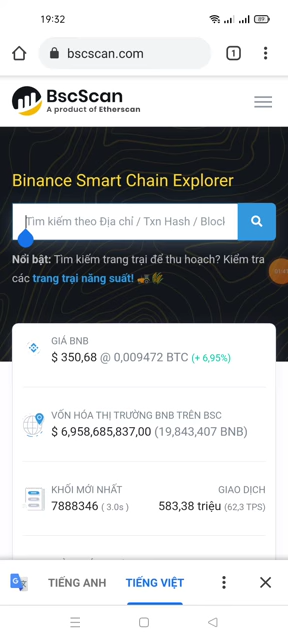 19:32
89
bscscan.com
1
BscScan
A product of Etherscan
Binance Smart Chain Explorer
Tìm kiếm theo Địa chỉ / Txn Hash / Block
Nổi bật: Tìm kiếm trang trại để thu hoạch? Kiểm tra
các trang trại năng suất!
GIÁ BNB
$ 350,68 @ 0,009472 BTC (+ 6,95%)
VỐN HÓA THỊ TRƯỜNG BNB TRÊN BSC
$ 6,958,685,837,00 (19,843,407 BNB)
KHỐI MỚI NHẤT
GIAO DỊCH
7888346 ( 3.0s )
583,38 triệu (62,3 TPS)
TIẾNG ANH
TIẾNG VIỆT